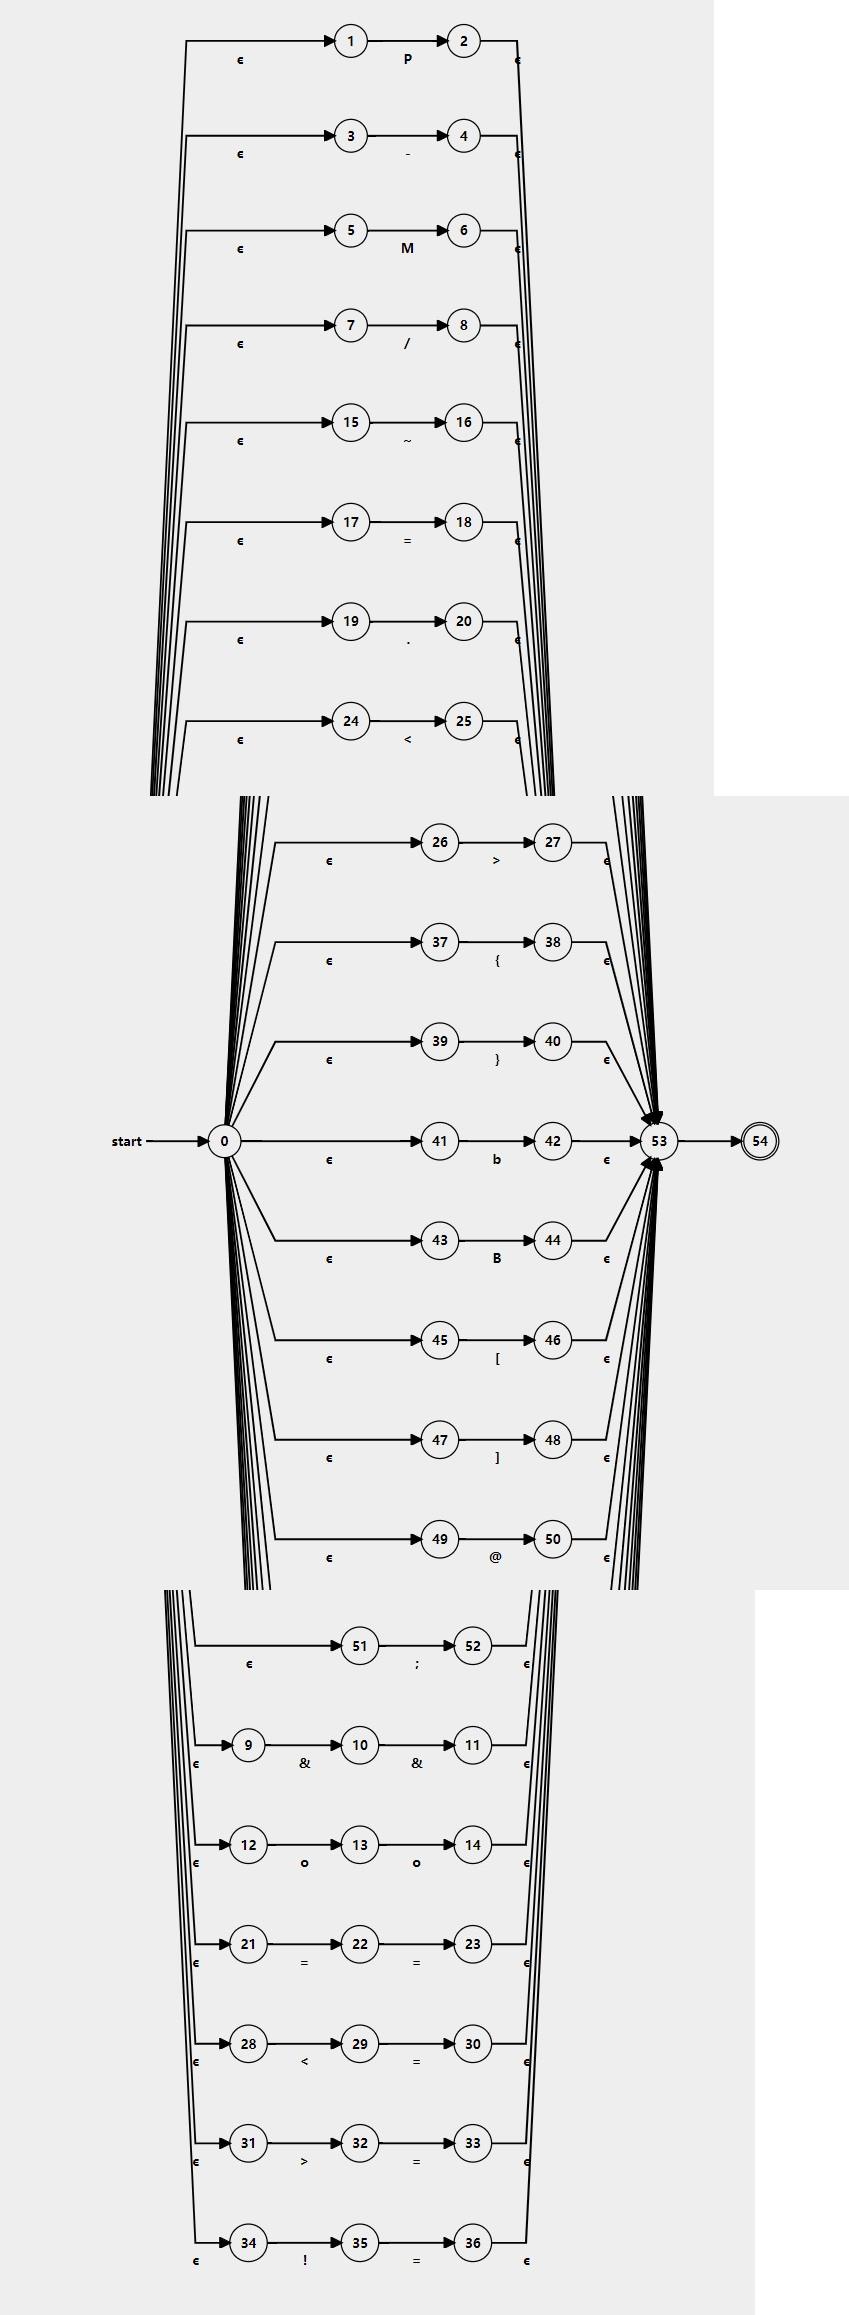 1 2
ϵ P ϵ
3 4
ϵ - ϵ
5 6
ϵ M ϵ
7 8
ϵ / ϵ
15 16
ϵ ~ ϵ
17 18
ϵ = ϵ
19 20
ϵ . ϵ
24 25
ϵ < ϵ
26 27
ϵ > ϵ
37 38
ϵ { ϵ
39 40
ϵ } ϵ
start 0 41 42 53 54
ϵ b ϵ
43 44
ϵ B ϵ
45 46
ϵ [ ϵ
47 48
ϵ ] ϵ
49 50
ϵ @ ϵ
51 52
ϵ ; ϵ
9 10 11
ϵ & & ϵ
12 13 14
ϵ o o ϵ
21 22 23
ϵ = = ϵ
28 29 30
ϵ < = ϵ
31 32 33
ϵ > = ϵ
34 35 36
ϵ ! = ϵ